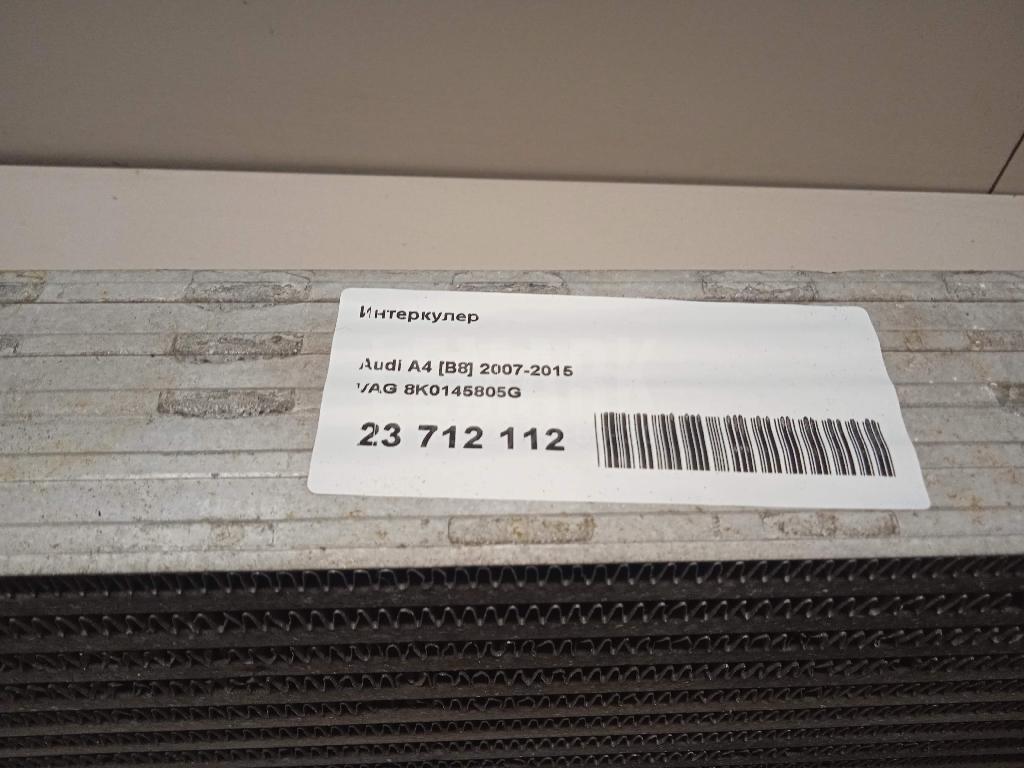 Интеркулер
Audi A4 [B8] 2007-2015
VAG 8K0145805G
23 712 112